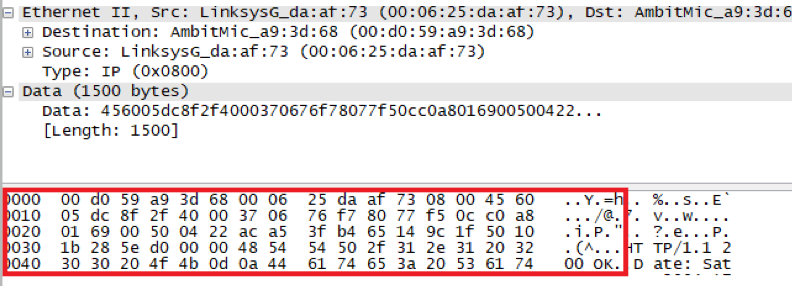 Ethernet II, Src: LinksysG_da:af:73 (00:06:25:da:af:73), Dst: AmbitMic_a9:3d:6
Destination: AmbitMic_a9:3d:68 (00:d0:59:a9:3d:68)
Source: LinksysG_da:af:73 (00:06:25:da:af:73)
Type: IP (0x0800)
Data (1500 bytes)
Data: 456005dc8f2f4000370676f78077f50cc0a8016900500422...
[Length: 1500]
0000 00 d0 59 a9 3d 68 00 06 25 da af 73 08 00 45 60 ..Y.=h.. %..s..E`
0010 05 dc 8f 2f 40 00 37 06 76 f7 80 77 f5 0c c0 a8 .../@.7. v..w....
0020 01 69 00 50 04 22 ac a5 3f b4 65 14 9c 1f 50 10 .i.P.".. ?.e...P.
0030 1b 28 5e d0 00 00 48 54 54 50 2f 31 2e 31 20 32 .(^...HT TP/1.1 2
0040 30 30 20 4f 4b 0d 0a 44 61 74 65 3a 20 53 61 74 00 OK..D ate: Sat